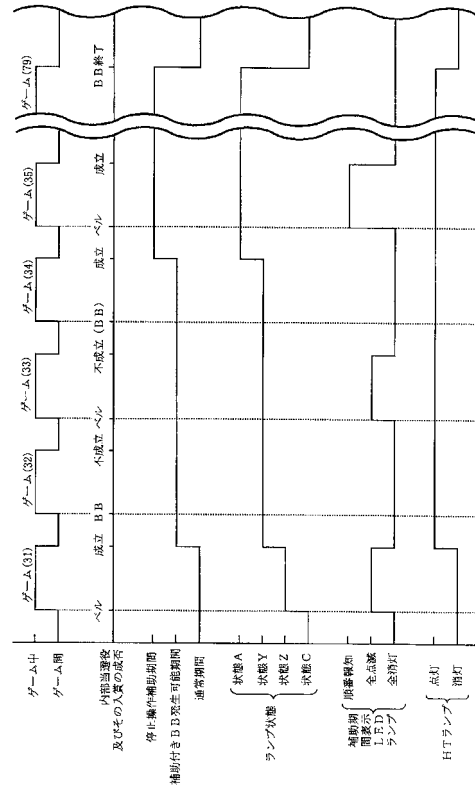 ゲーム中
ゲーム間
ゲーム(31)
ゲーム(32)
ゲーム(33)
ゲーム(34)
ゲーム(35)
ゲーム(79)
内部当選役
及びその入賞の成否
ベル
成立
BB
不成立
ベル
不成立
(BB)
成立
ベル
成立
BB終了
停止操作補助期間
補助付きBB発生可能期間
通常期間
ランプ状態
状態A
状態Y
状態Z
状態C
補助期
間表示
LED
ランプ
順番報知
全点滅
全消灯
HTランプ
点灯
消灯